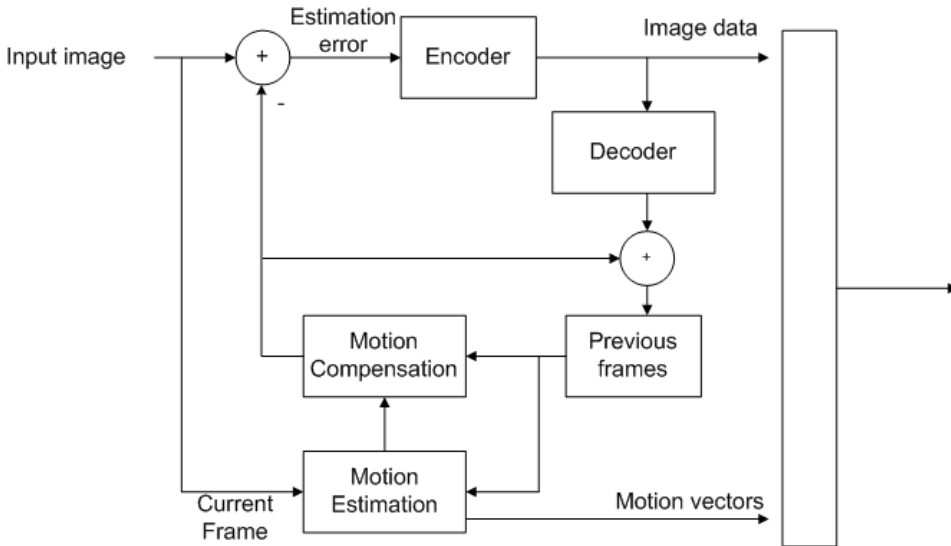 Input image
+
-
Estimation
error
Encoder
Image data
Decoder
+
Motion
Compensation
Previous
frames
Current
Frame
Motion
Estimation
Motion vectors